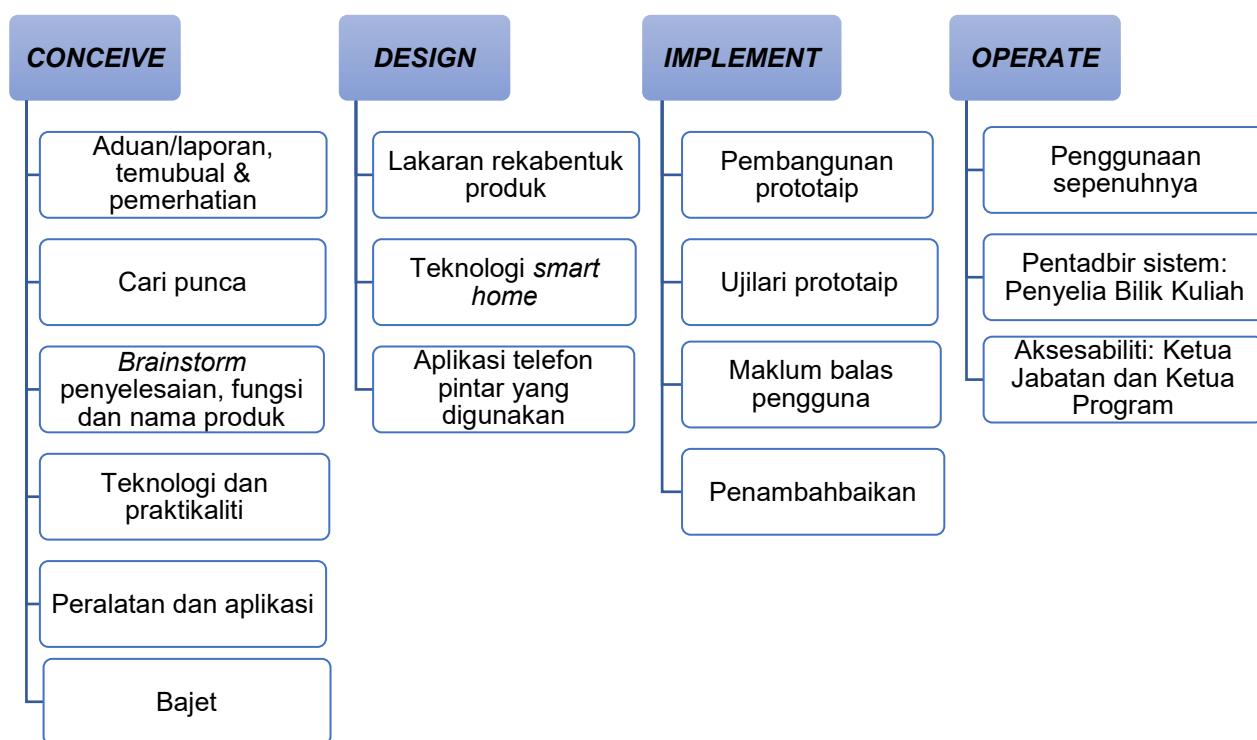 CONCEIVE
Aduan/laporan,
temubual &
pemerhatian
Cari punca
Brainstorm
penyelesaian, fungsi
dan nama produk
Teknologi dan
praktikaliti
Peralatan dan aplikasi
Bajet
DESIGN
Lakaran rekabentuk
produk
Teknologi smart
home
Aplikasi telefon
pintar yang
digunakan
IMPLEMENT
Pembangunan
prototaip
Ujilari prototaip
Maklum balas
pengguna
Penambahbaikan
OPERATE
Penggunaan
sepenuhnya
Pentadbir sistem:
Penyelia Bilik Kuliah
Aksesabiliti: Ketua
Jabatan dan Ketua
Program